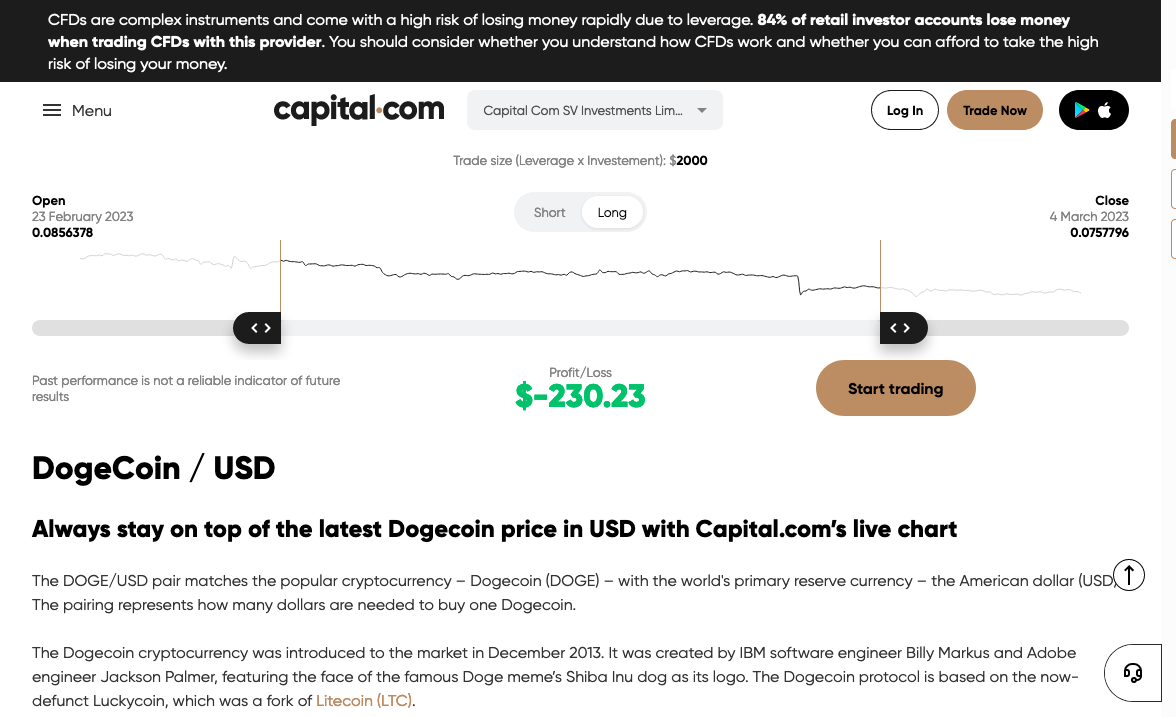 CFDs are complex instruments and come with a high risk of losing money rapidly due to leverage. 84% of retail investor accounts lose money
when trading CFDs with this provider. You should consider whether you understand how CFDs work and whether you can afford to take the high
risk of losing your money.
Menu
capital.com
Capital Com SV Investments Lim...
Log In
Trade Now
Trade size (Leverage x Investement): $2000
Open
23 February 2023
0.0856378
Short
Long
Close
4 March 2023
0.0757796
Past performance is not a reliable indicator of future
results
Profit/Loss
$-230.23
Start trading
DogeCoin / USD
Always stay on top of the latest Dogecoin price in USD with Capital.com’s live chart
The DOGE/USD pair matches the popular cryptocurrency – Dogecoin (DOGE) – with the world's primary reserve currency – the American dollar (USD)
The pairing represents how many dollars are needed to buy one Dogecoin.
The Dogecoin cryptocurrency was introduced to the market in December 2013. It was created by IBM software engineer Billy Markus and Adobe
engineer Jackson Palmer, featuring the face of the famous Doge meme’s Shiba Inu dog as its logo. The Dogecoin protocol is based on the now-
defunct Luckycoin, which was a fork of Litecoin (LTC).